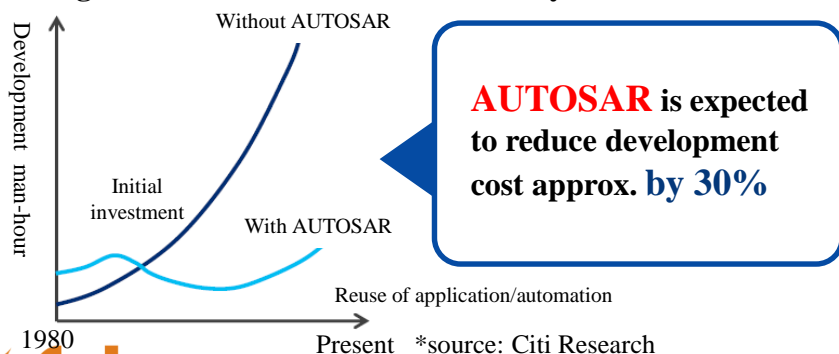 Without AUTOSAR
Development man-hour
Initial
investment
With AUTOSAR
Reuse of application/automation
1980
Present *source: Citi Research
AUTOSAR is expected
to reduce development
cost approx. by 30%